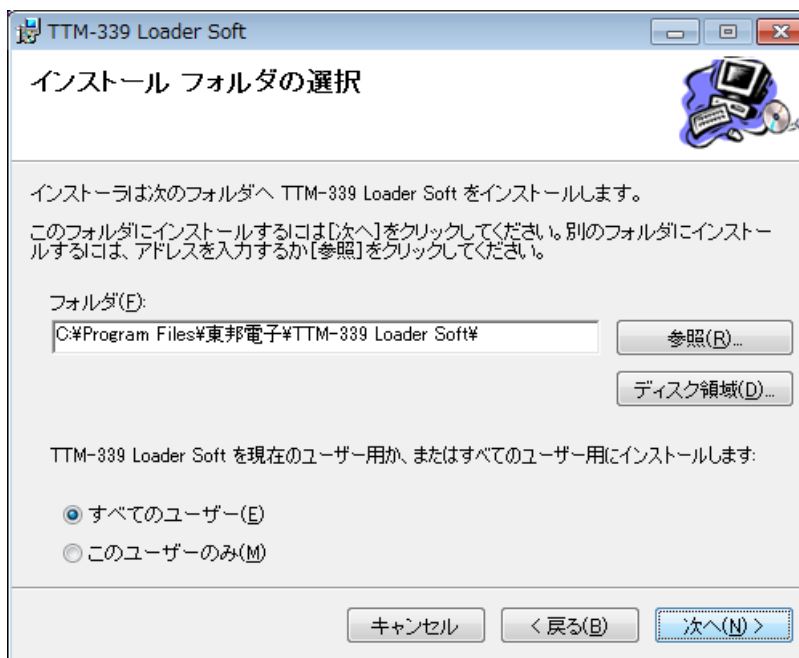 TTM-339 Loader Soft
インストール フォルダの選択
インストーラは次のフォルダへ TTM-339 Loader Soft をインストールします。
このフォルダにインストールするには[次へ]をクリックしてください。別のフォルダにインストー
ルするには、アドレスを入力するか[参照]をクリックしてください。
フォルダ(F):
C:¥Program Files¥東邦電子¥TTM-339 Loader Soft¥
参照(R)...
ディスク領域(D)...
TTM-339 Loader Soft を現在のユーザー用か、またはすべてのユーザー用にインストールします:
すべてのユーザー(E)
このユーザーのみ(M)
キャンセル
< 戻る(B)
次へ(N) >